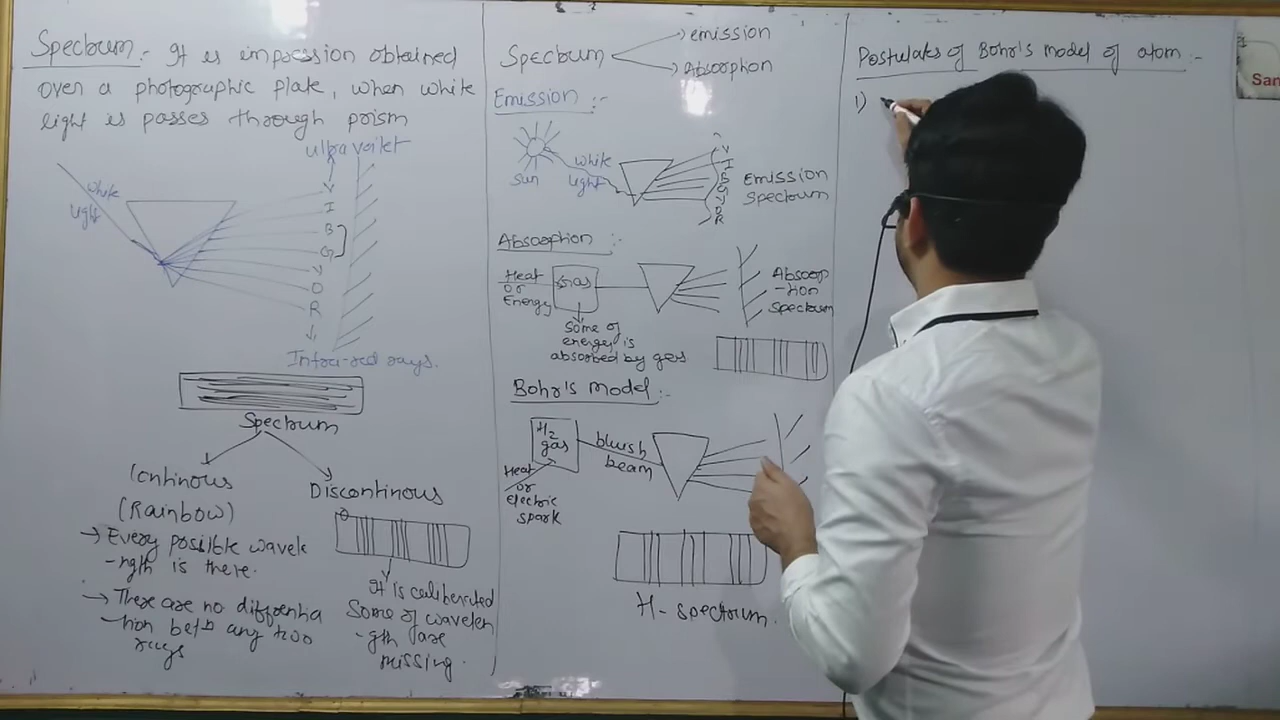 Spectrum :- It is impression obtained
over a photographic plate, when white
light is passes through prism
ultra voilet
white
light
V
I
B
G
Y
O
R
Infra-red rays.
Spectrum
Continous
(Rainbow)
→ Every possible wavele
-ngth is there.
→ There are no diffrentia
-tion betn any two
rays
Discontinous
It is caliberated
Some of wavelen
-gth are
missing.
Spectrum
→ emission
→ absorption
Emission :-
Sun
white
light
V
I
B
G
Y
O
R
Emission
Spectrum
Absorption :-
Heat
or
Energy
Gas
Some of
energy is
absorbed by gas
Absorp
-tion
Spectrum
Bohr's Model :-
H2
gas
Heat
or
electric
spark
bluish
beam
H-spectrum.
Postulates of Bohr's model of atom :-
1)
San